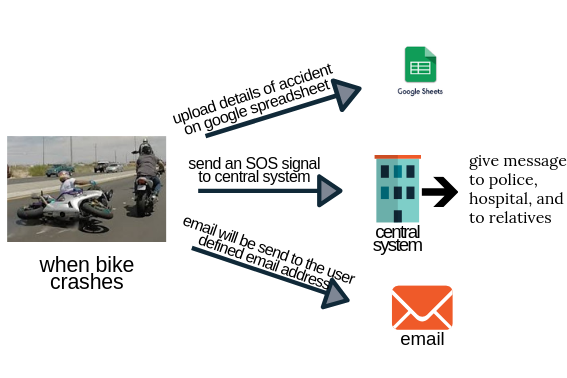 upload details of accident
on google spreadsheet
Google Sheets
send an SOS signal
to central system
give message
to police,
hospital, and
to relatives
central
system
email will be send to the user
defined email address
when bike
crashes
email